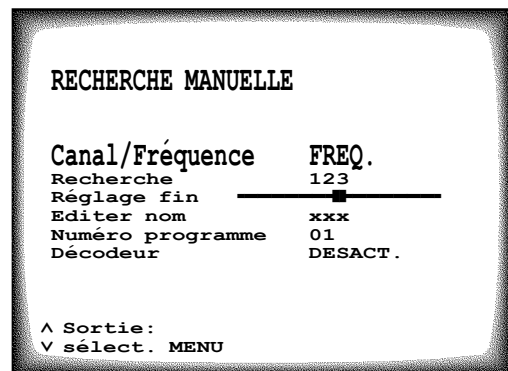 RECHERCHE MANUELLE
Canal/Fréquence FREQ.
Recherche 123
Réglage fin
Editer nom xxx
Numéro programme 01
Décodeur DESACT.
∧ Sortie:
∨ sélect. MENU